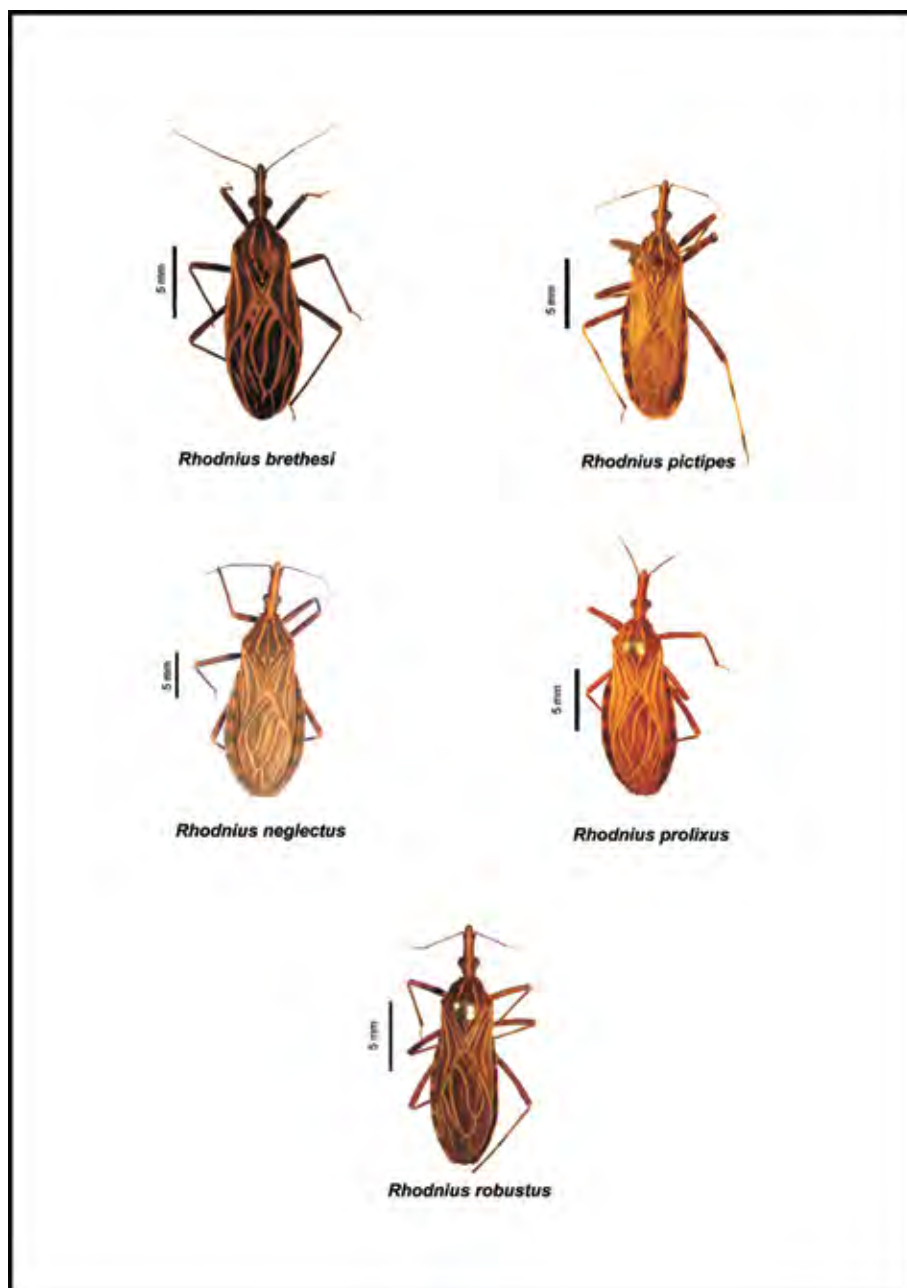 5 mm
Rhodnius brethesi
5 mm
Rhodnius pictipes
5 mm
Rhodnius neglectus
5 mm
Rhodnius prolixus
5 mm
Rhodnius robustus